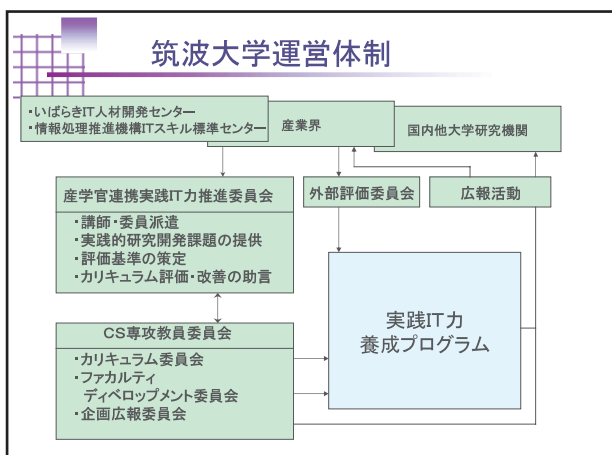 筑波大学運営体制
・いばらきIT人材開発センター
・情報処理推進機構ITスキル標準センター
産業界
国内他大学研究機関
産学官連携実践IT力推進委員会
・講師・委員派遣
・実践的研究開発課題の提供
・評価基準の策定
・カリキュラム評価・改善の助言
外部評価委員会
広報活動
実践IT力
養成プログラム
CS専攻教員委員会
・カリキュラム委員会
・ファカルティ
ディベロップメント委員会
・企画広報委員会